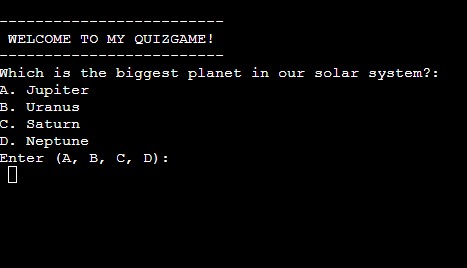 -------------------------
WELCOME TO MY QUIZGAME!
-------------------------
Which is the biggest planet in our solar system?:
A. Jupiter
B. Uranus
C. Saturn
D. Neptune
Enter (A, B, C, D):